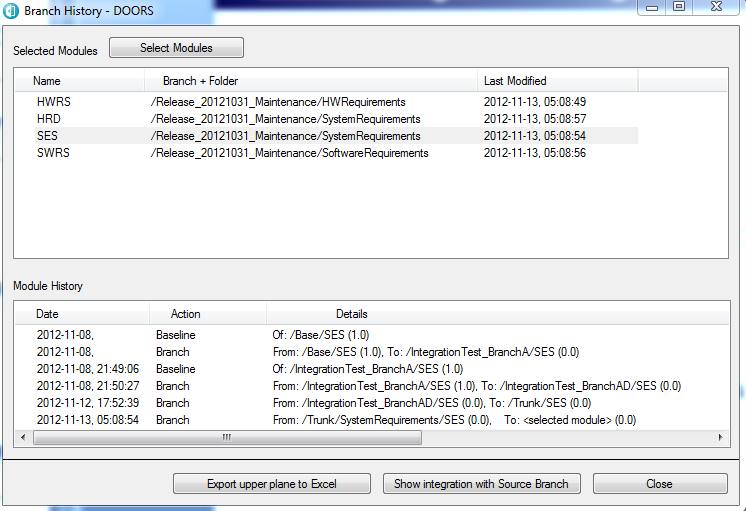 Branch History - DOORS
Selected Modules Select Modules
Name Branch + Folder Last Modified
HWRS /Release_20121031_Maintenance/HWRequirements 2012-11-13, 05:08:49
HRD /Release_20121031_Maintenance/SystemRequirements 2012-11-13, 05:08:57
SES /Release_20121031_Maintenance/SystemRequirements 2012-11-13, 05:08:54
SWRS /Release_20121031_Maintenance/SoftwareRequirements 2012-11-13, 05:08:56
Module History
Date Action Details
2012-11-08, Baseline Of: /Base/SES (1.0)
2012-11-08, Branch From: /Base/SES (1.0), To: /IntegrationTest_BranchA/SES (0.0)
2012-11-08, 21:49:06 Baseline Of: /IntegrationTest_BranchA/SES (1.0)
2012-11-08, 21:50:27 Branch From: /IntegrationTest_BranchA/SES (1.0), To: /IntegrationTest_BranchAD/SES (0.0)
2012-11-12, 17:52:39 Branch From: /IntegrationTest_BranchAD/SES (0.0), To: /Trunk/SES (0.0)
2012-11-13, 05:08:54 Branch From: /Trunk/SystemRequirements/SES (0.0), To: <selected module> (0.0)
Export upper plane to Excel Show integration with Source Branch Close